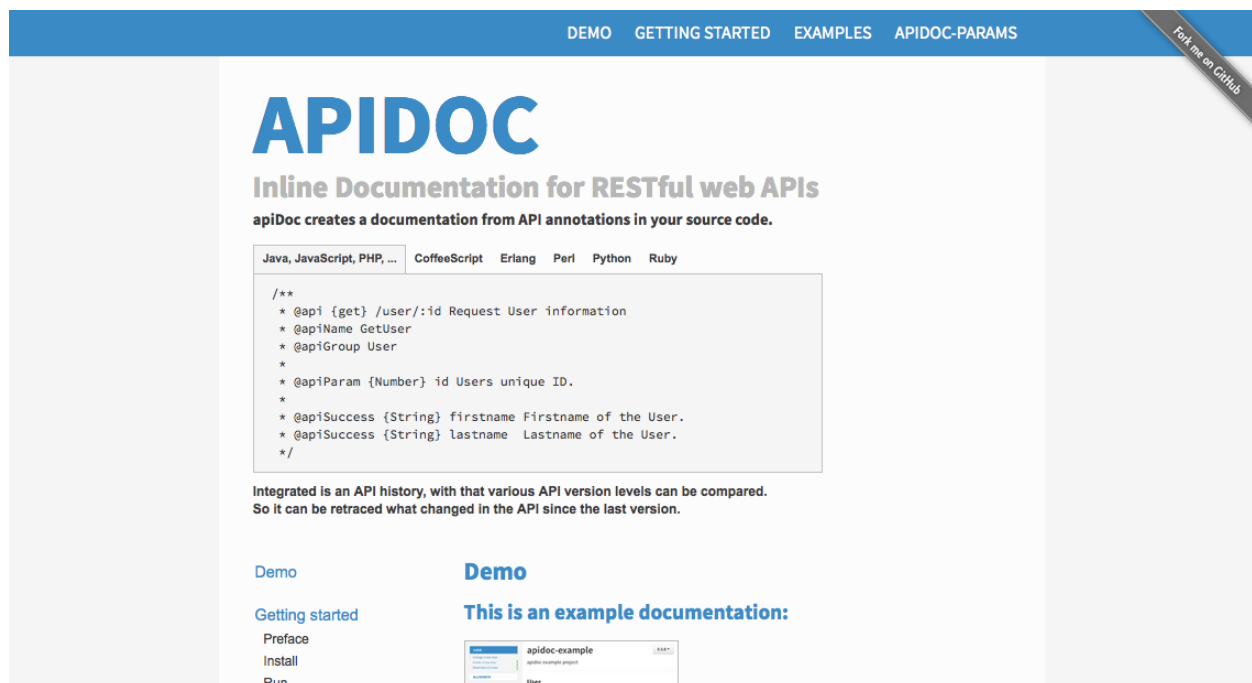 DEMO GETTING STARTED EXAMPLES APIDOC-PARAMS
Fork me on GitHub
APIDOC
Inline Documentation for RESTful web APIs
apiDoc creates a documentation from API annotations in your source code.
Java, JavaScript, PHP, ... CoffeeScript Erlang Perl Python Ruby
/**
* @api {get} /user/:id Request User information
* @apiName GetUser
* @apiGroup User
*
* @apiParam {Number} id Users unique ID.
*
* @apiSuccess {String} firstname Firstname of the User.
* @apiSuccess {String} lastname  Lastname of the User.
*/
Integrated is an API history, with that various API version levels can be compared.
So it can be retraced what changed in the API since the last version.
Demo
Getting started
Preface
Install
Run
Demo
This is an example documentation:
apidoc-example
apidoc example project
User